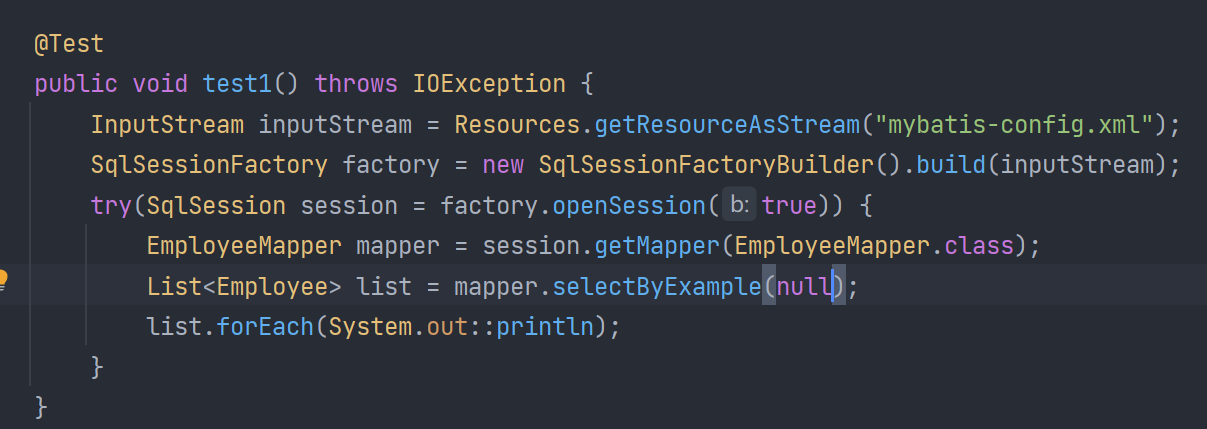 @Test
public void test1() throws IOException {
InputStream inputStream = Resources.getResourceAsStream("mybatis-config.xml");
SqlSessionFactory factory = new SqlSessionFactoryBuilder().build(inputStream);
try(SqlSession session = factory.openSession( b: true)) {
EmployeeMapper mapper = session.getMapper(EmployeeMapper.class);
List<Employee> list = mapper.selectByExample(null);
list.forEach(System.out::println);
}
}